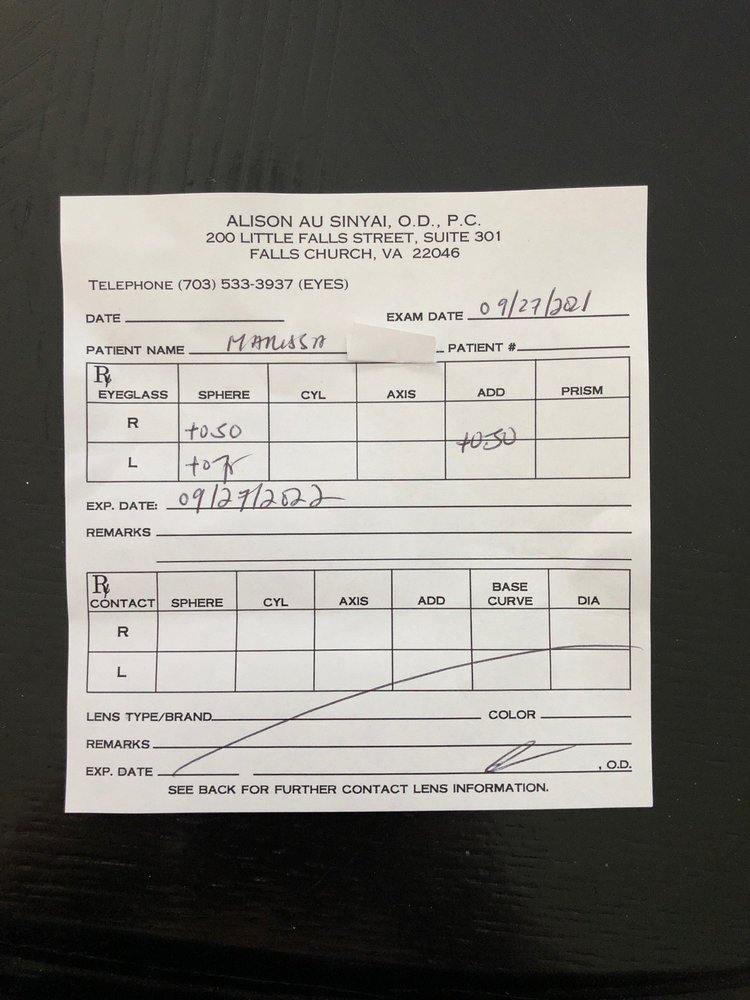 ALISON AU SINYAI, O.D., P.C.
200 LITTLE FALLS STREET, SUITE 301
FALLS CHURCH, VA 22046
TELEPHONE (703) 533-3937 (EYES)
DATE EXAM DATE 09/27/2021
PATIENT NAME MARISSA PATIENT #
Rx
EYEGLASS SPHERE CYL AXIS ADD PRISM
R +0.50
+0.50
L
EXP. DATE: 09/27/2022
REMARKS
Rx
CONTACT SPHERE CYL AXIS ADD BASE CURVE DIA
R
L
LENS TYPE/BRAND COLOR
REMARKS
EXP. DATE , O.D.
SEE BACK FOR FURTHER CONTACT LENS INFORMATION.